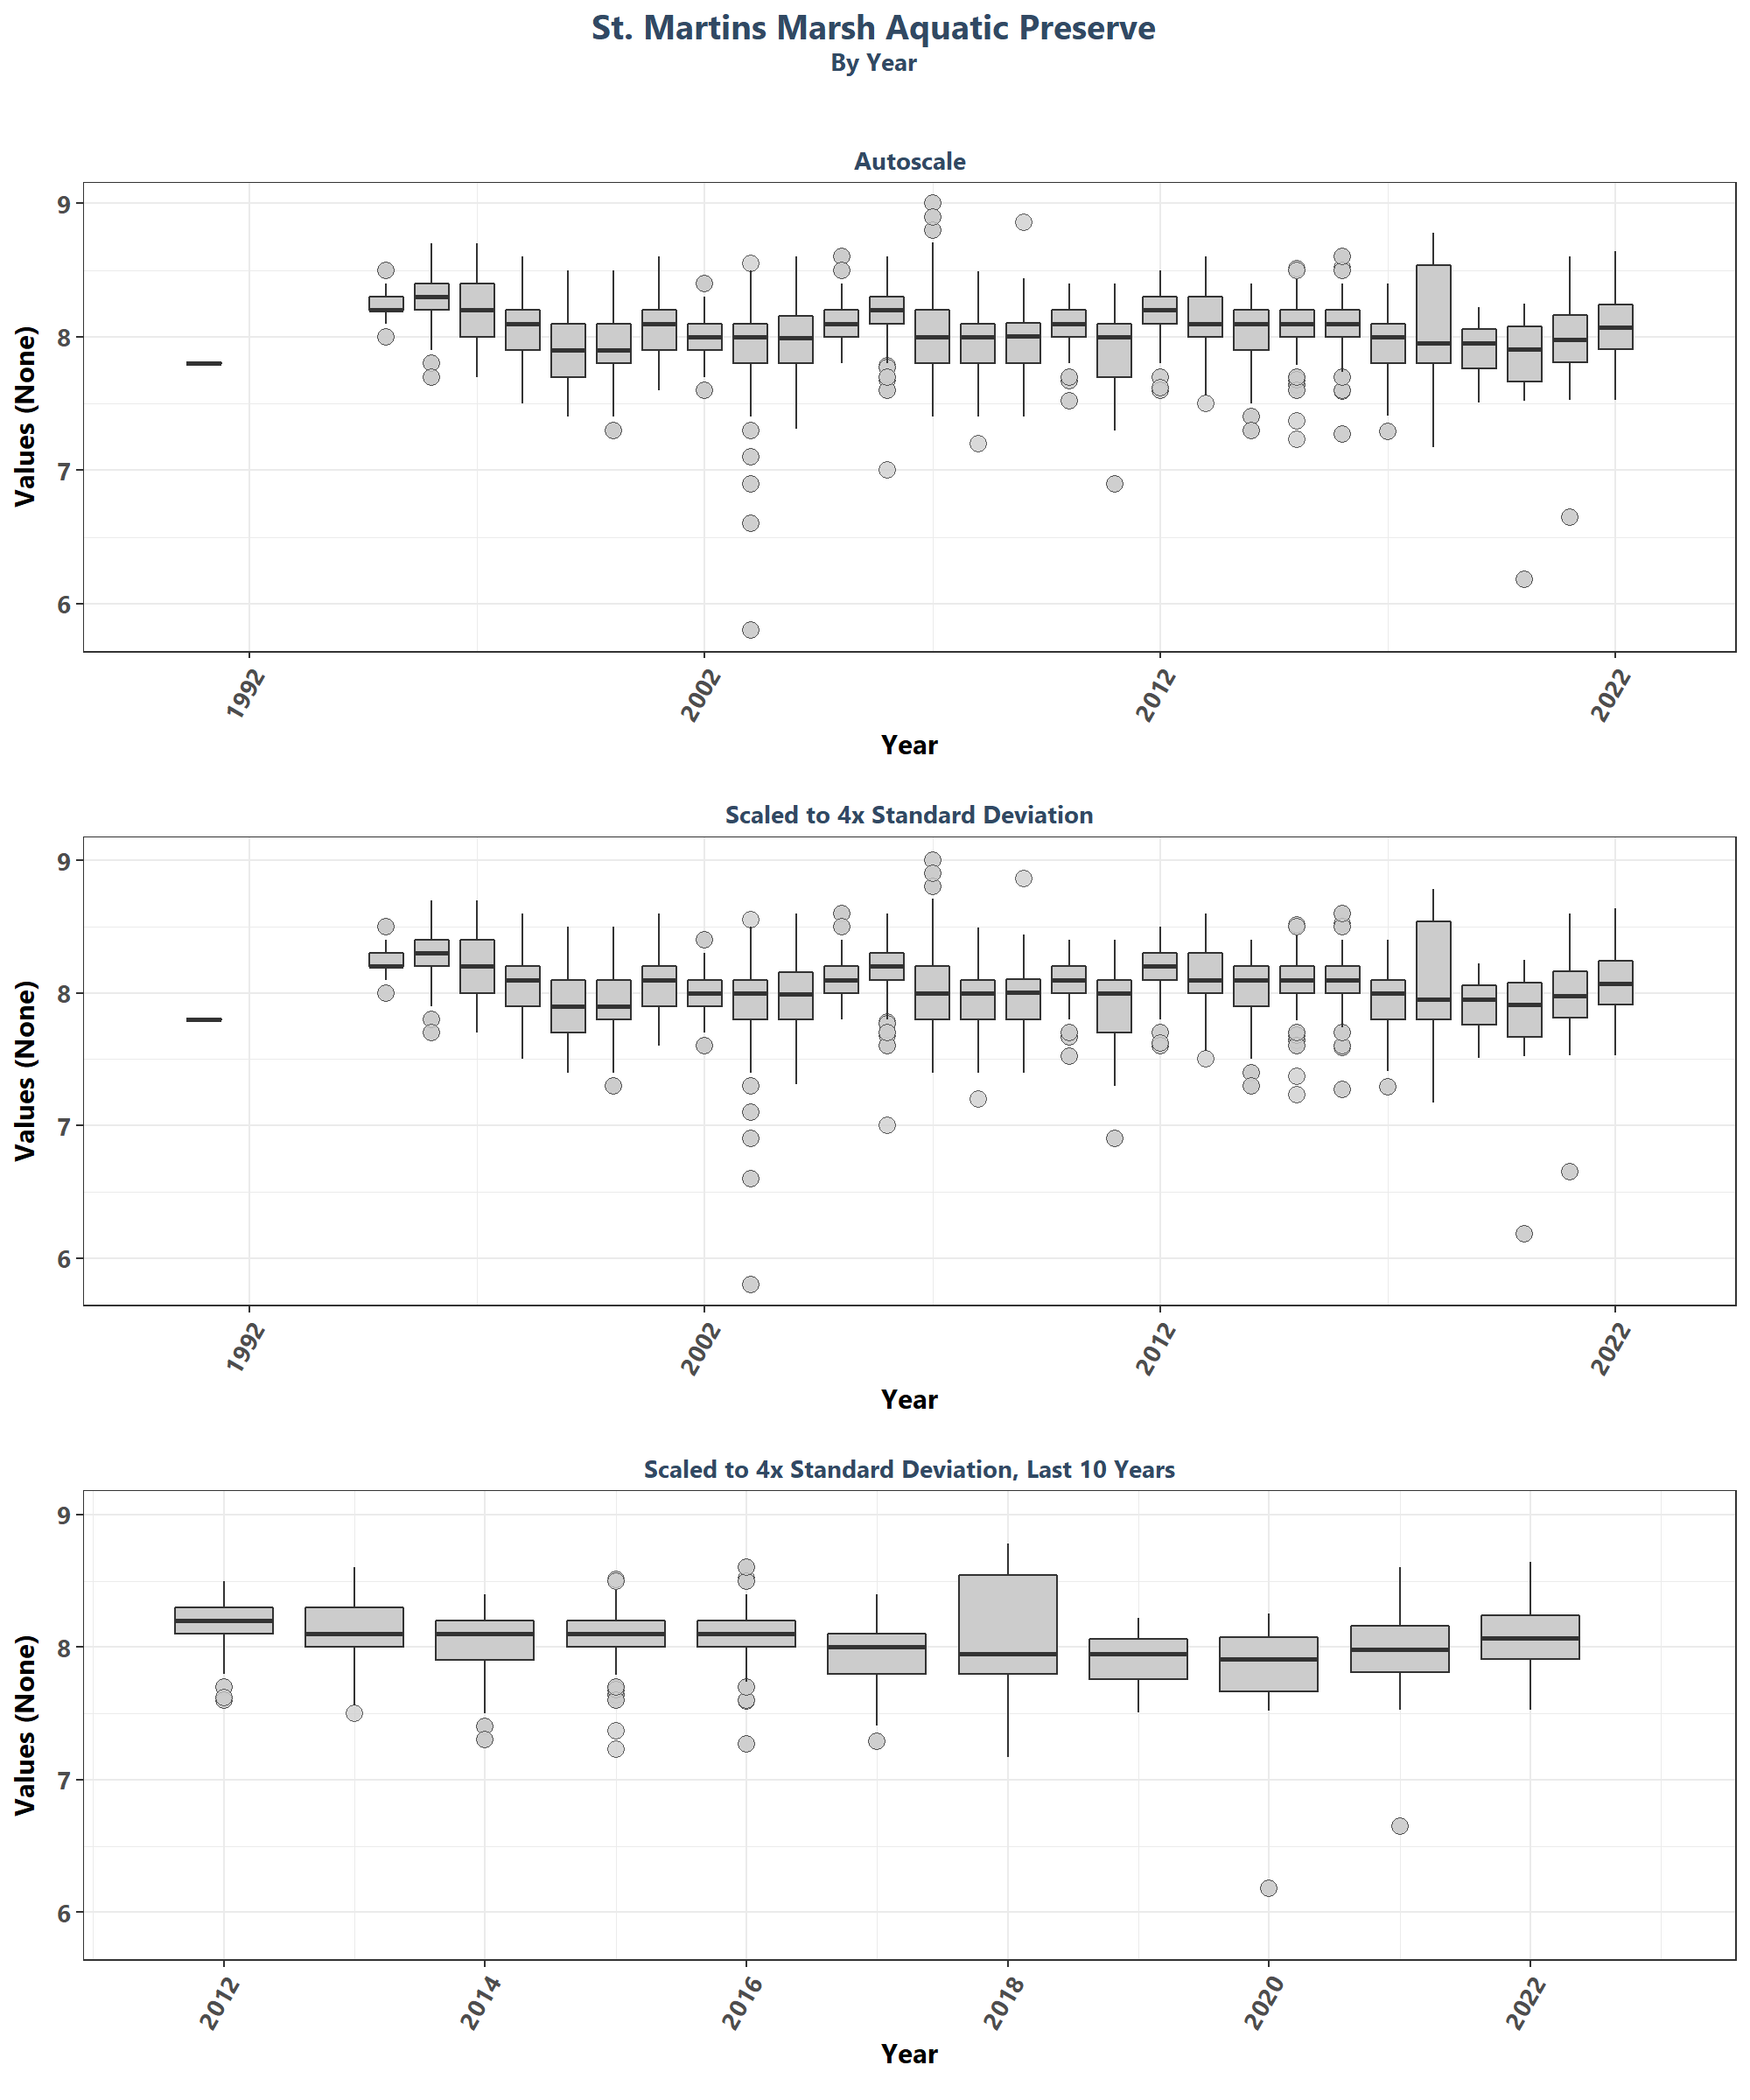 St. Martins Marsh Aquatic Preserve
By Year
Autoscale
Values (None)
9
8
7
6
1992
2002
2012
2022
Year
Scaled to 4x Standard Deviation
Values (None)
9
8
7
6
1992
2002
2012
2022
Year
Scaled to 4x Standard Deviation, Last 10 Years
Values (None)
9
8
7
6
2012
2014
2016
2018
2020
2022
Year